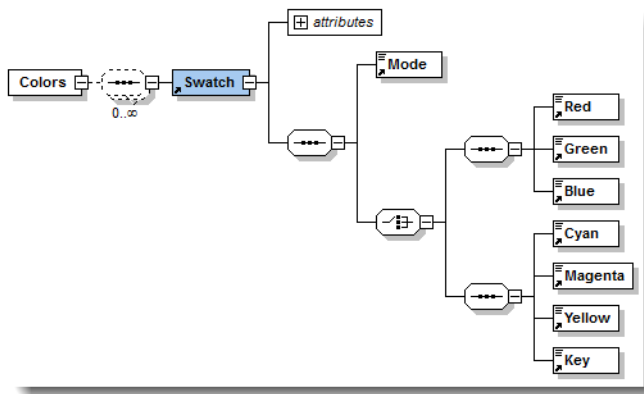 attributes
Mode
Colors
Swatch
0..∞
Red
Green
Blue
Cyan
Magenta
Yellow
Key